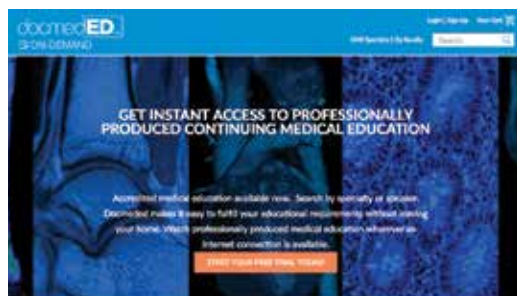 docmedED.
Login | Sign Up Your Cart
ON-DEMAND
Search
GET INSTANT ACCESS TO PROFESSIONALLY
PRODUCED CONTINUING MEDICAL EDUCATION
Accredited medical education available now. Search by specialty or speaker.
Docmeded makes it easy to fulfill your educational requirements without leaving
your home. Watch professionally produced medical education wherever an
internet connection is available.
START YOUR FREE TRIAL TODAY!